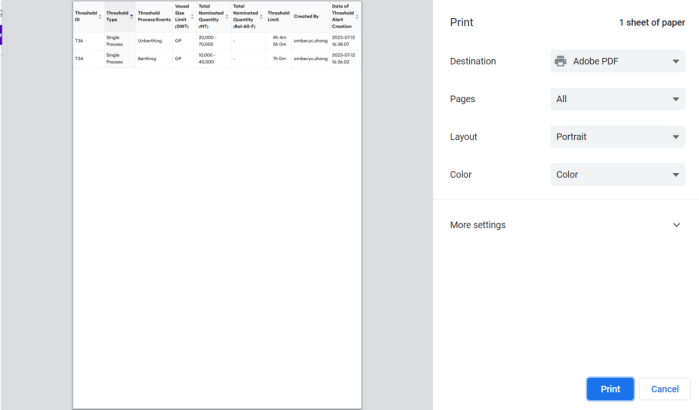 Threshold ID Threshold Type Threshold Process/Events Vessel Size Limit (DWT) Total Nominated Quantity (MT) Total Nominated Quantity (Bal-60-F) Threshold Limit Created By Date of Threshold Alert Creation
T36 Single Process Unberthing GP 20,000 - 70,000 - 4h 4m 5h 0m amberyc.zhang 2023-07-12 16:38:07
T34 Single Process Berthing GP 10,000 - 40,000 - 7h 0m amberyc.zhang 2023-07-12 16:36:02
Print 1 sheet of paper
Destination Adobe PDF
Pages All
Layout Portrait
Color Color
More settings
Print Cancel